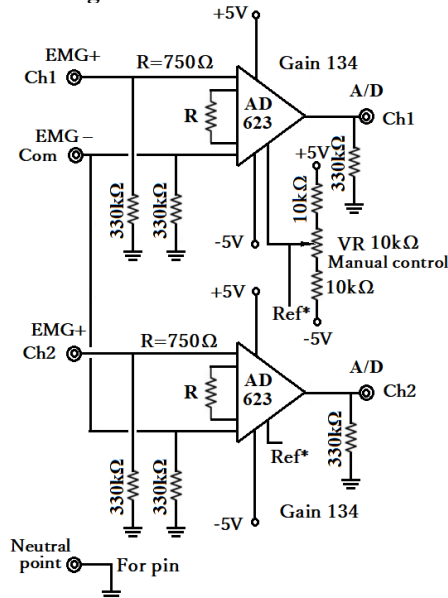 +5V
EMG+
Ch1
R=750Ω
Gain 134
A/D
Ch1
R
AD
623
EMG−
Com
+5V
330kΩ
330kΩ
10kΩ
330kΩ
-5V
VR 10kΩ
Manual control
10kΩ
Ref*
-5V
+5V
EMG+
Ch2
R=750Ω
A/D
Ch2
R
AD
623
Ref*
330kΩ
330kΩ
330kΩ
-5V
Gain 134
Neutral
point
For pin